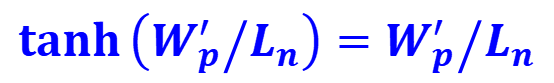 tanh (W′ₚ/Lₙ) = W′ₚ/Lₙ